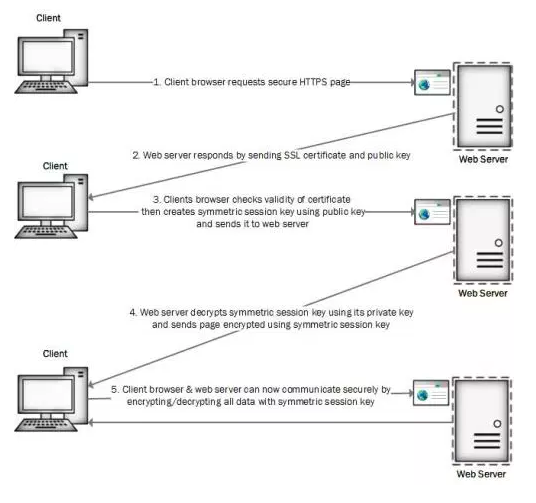 Client
1. Client browser requests secure HTTPS page
2. Web server responds by sending SSL certificate and public key
Web Server
Client
3. Clients browser checks validity of certificate
then creates symmetric session key using public key
and sends it to web server
Web Server
4. Web server decrypts symmetric session key using its private key
and sends page encrypted using symmetric session key
Client
5. Client browser & web server can now communicate securely by
encrypting/decrypting all data with symmetric session key
Web Server